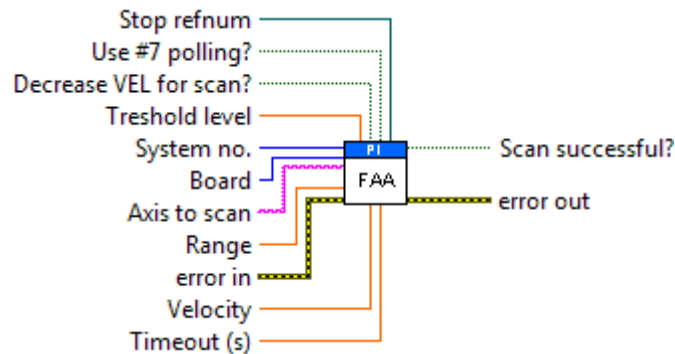 Stop refnum
Use #7 polling?
Decrease VEL for scan?
Treshold level
System no.
Board
Axis to scan
Range
error in
Velocity
Timeout (s)
PI
FAA
Scan successful?
error out